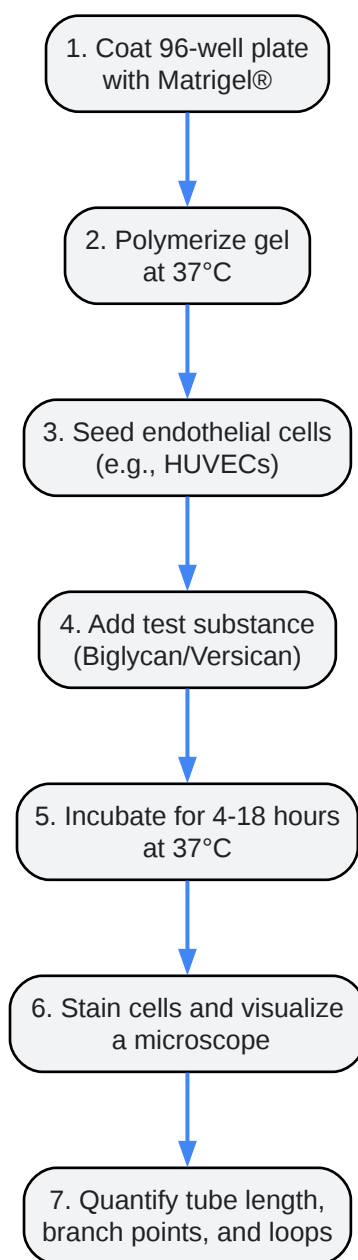 1. Coat 96-well plate
with Matrigel®
2. Polymerize gel
at 37°C
3. Seed endothelial cells
(e.g., HUVECs)
4. Add test substance
(Biglycan/Versican)
5. Incubate for 4-18 hours
at 37°C
6. Stain cells and visualize
a microscope
7. Quantify tube length,
branch points, and loops